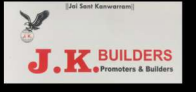 ||Jai Sant Kanwarram||
J.K. BUILDERS
Promoters & Builders